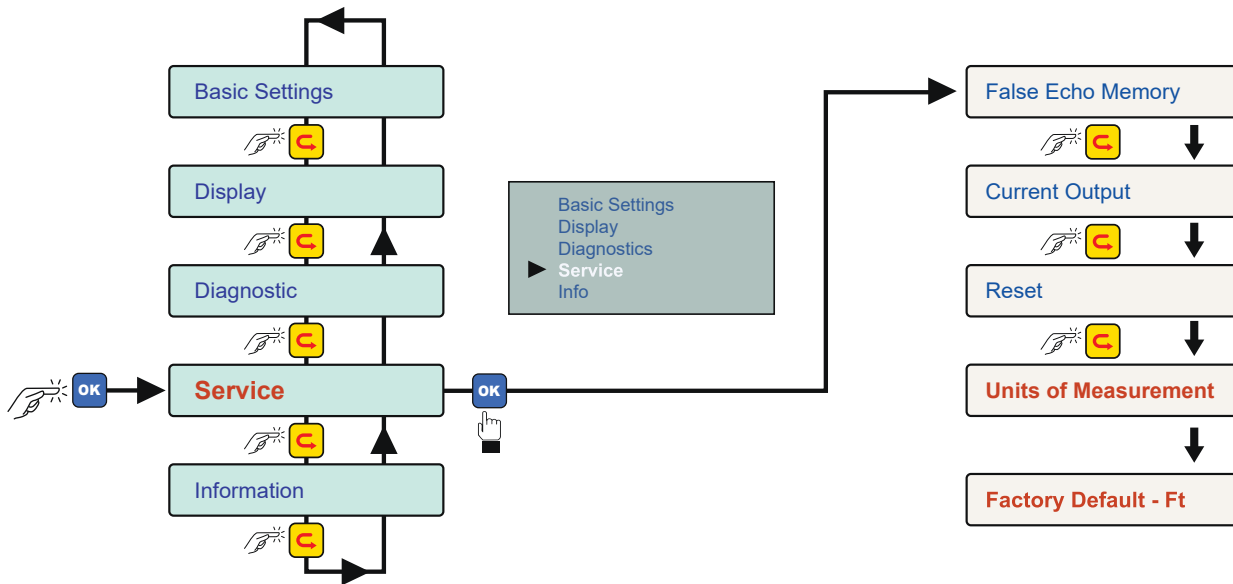 Basic Settings
Display
Diagnostic
OK
Service
OK
Information
Basic Settings
Display
Diagnostics
Service
Info
False Echo Memory
Current Output
Reset
Units of Measurement
Factory Default - Ft